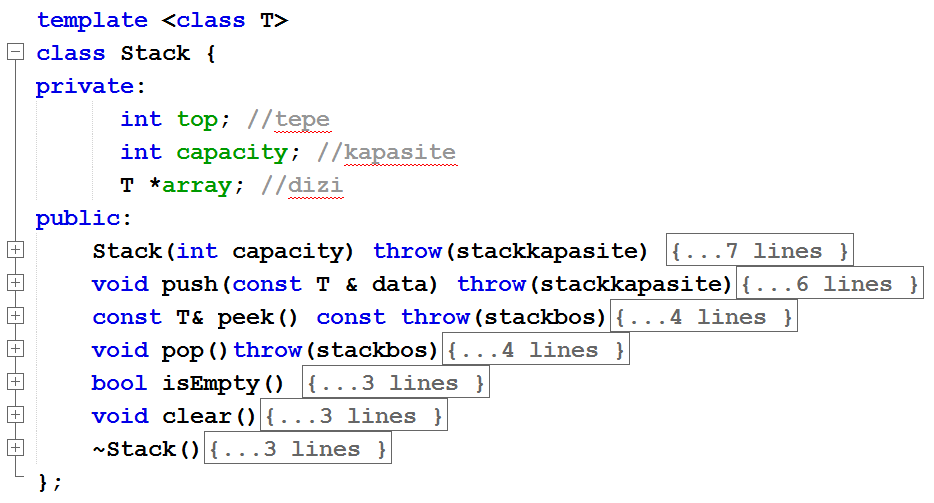 template <class T>
class Stack {
private:
int top; //tepe
int capacity; //kapasite
T *array; //dizi
public:
Stack(int capacity) throw(stackkapasite) {...7 lines }
void push(const T & data) throw(stackkapasite) {...6 lines }
const T& peek() const throw(stackbos) {...4 lines }
void pop()throw(stackbos) {...4 lines }
bool isEmpty() {...3 lines }
void clear() {...3 lines }
~Stack() {...3 lines }
};